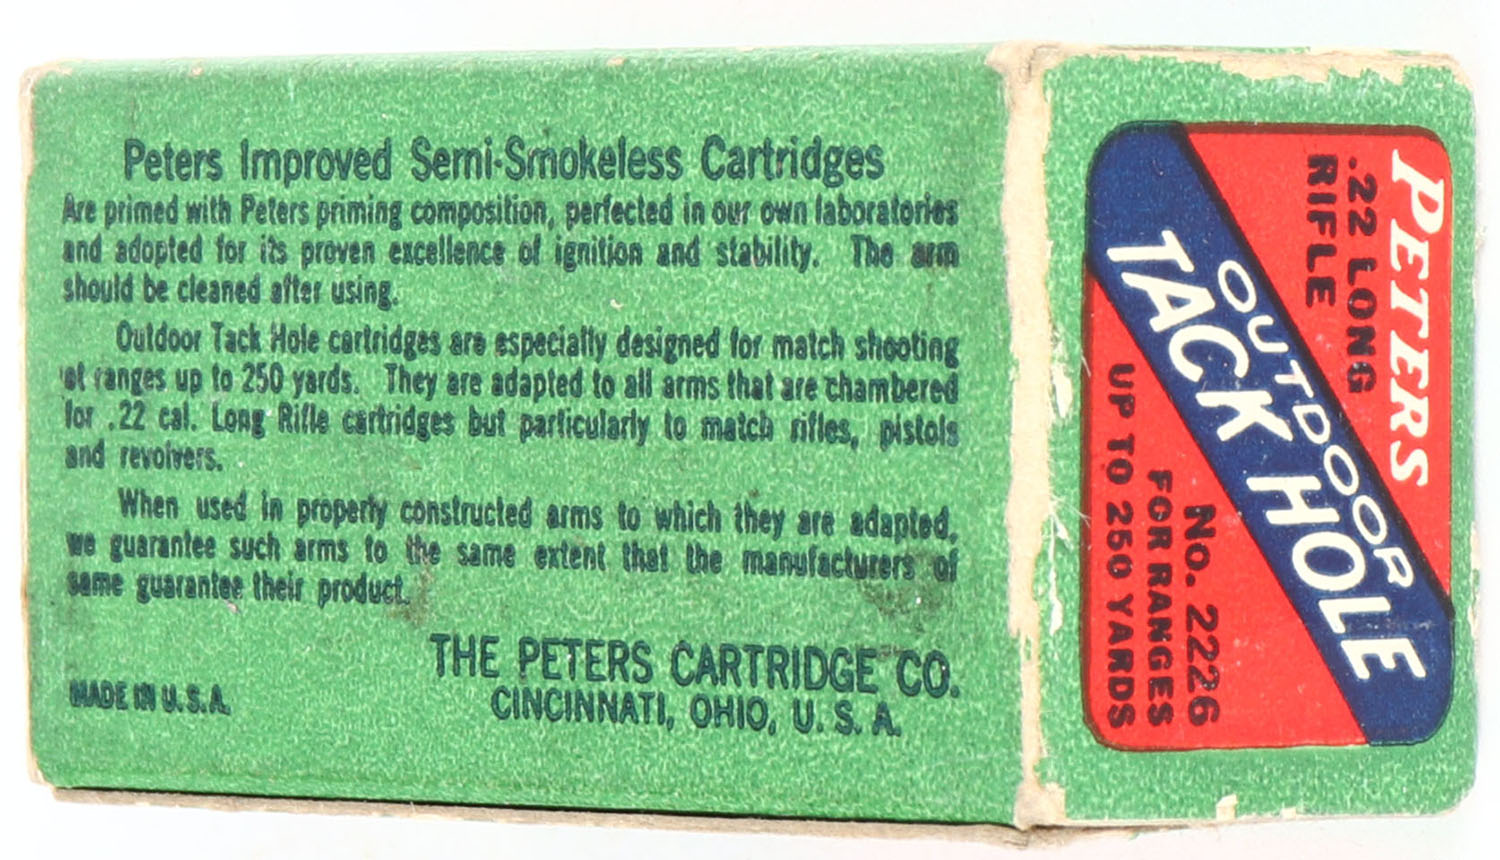 Peters Improved Semi-Smokeless Cartridges
Are primed with Peters priming composition, perfected in our own laboratories
and adopted for its proven excellence of ignition and stability. The arm
should be cleaned after using.
Outdoor Tack Hole cartridges are especially designed for match shooting
at ranges up to 250 yards. They are adapted to all arms that are chambered
for .22 cal. Long Rifle cartridges but particularly to match rifles, pistols
and revolvers.
When used in properly constructed arms to which they are adapted,
we guarantee such arms to the same extent that the manufacturers of
same guarantee their product.
THE PETERS CARTRIDGE CO.
CINCINNATI, OHIO, U. S. A.
MADE IN U.S.A.
PETERS
.22 LONG
RIFLE
OUTDOOR
TACK HOLE
No. 2226
FOR RANGES
UP TO 250 YARDS